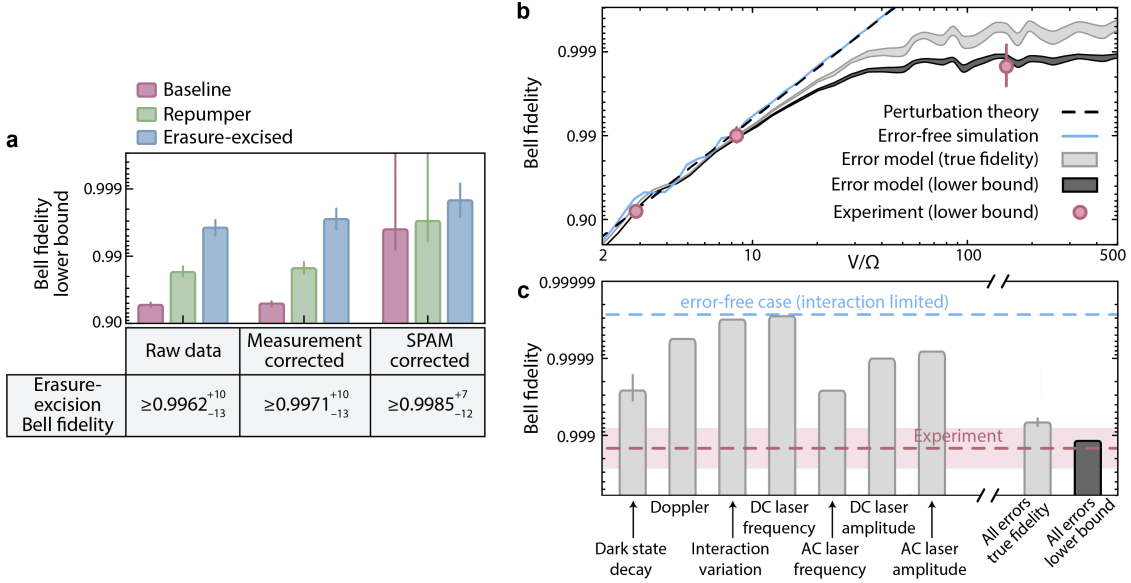 a
Baseline
Repumper
Erasure-excised
Bell fidelity
lower bound
0.999
0.99
0.90
Raw data
Measurement
corrected
SPAM
corrected
Erasure-
excision
Bell fidelity
≥0.9962 +10 −13
≥0.9971 +10 −13
≥0.9985 +7 −12
b
Bell fidelity
0.999
0.99
0.90
Perturbation theory
Error-free simulation
Error model (true fidelity)
Error model (lower bound)
Experiment (lower bound)
2
10
100
500
V/Ω
c
Bell fidelity
0.99999
0.9999
0.999
error-free case (interaction limited)
Experiment
Dark state
decay
Doppler
Interaction
variation
DC laser
frequency
AC laser
frequency
DC laser
amplitude
AC laser
amplitude
All errors
true fidelity
All errors
lower bound